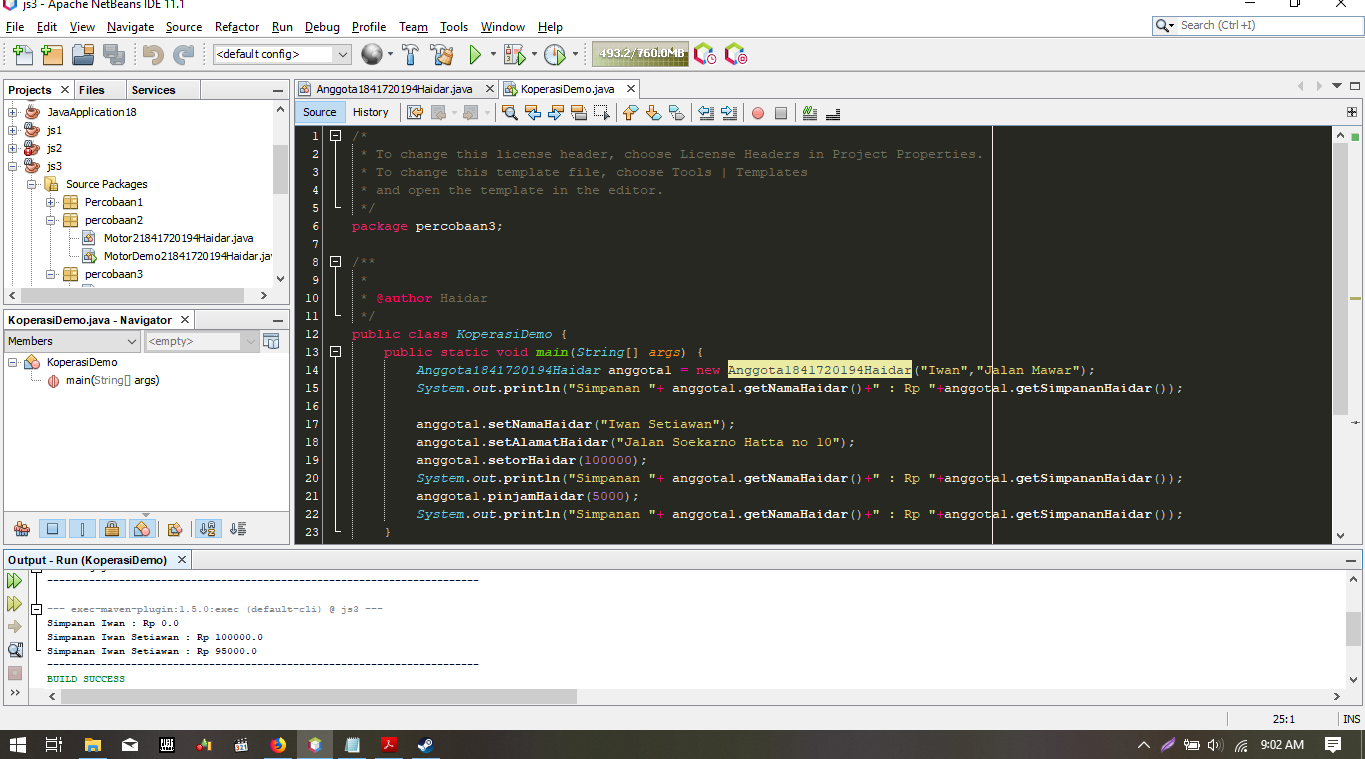 js3 - Apache NetBeans IDE 11.1
File Edit View Navigate Source Refactor Run Debug Profile Team Tools Window Help
Search (Ctrl+I)
<default config>
493.2/760.0MB
Projects Files Services
JavaApplication18
js1
js2
js3
Source Packages
Percobaan1
percobaan2
Motor21841720194Haidar.java
MotorDemo21841720194Haidar.ja
percobaan3
KoperasiDemo.java - Navigator
Members <empty>
KoperasiDemo
main(String[] args)
Anggota1841720194Haidar.java KoperasiDemo.java
Source History
1 /*
2 * To change this license header, choose License Headers in Project Properties.
3 * To change this template file, choose Tools | Templates
4 * and open the template in the editor.
5 */
6 package percobaan3;
7
8 /**
9 *
10 * @author Haidar
11 */
12 public class KoperasiDemo {
13 public static void main(String[] args) {
14 Anggota1841720194Haidar anggota1 = new Anggota1841720194Haidar("Iwan","Jalan Mawar");
15 System.out.println("Simpanan "+ anggota1.getNamaHaidar()+" : Rp "+anggota1.getSimpananHaidar());
16
17 anggota1.setNamaHaidar("Iwan Setiawan");
18 anggota1.setAlamatHaidar("Jalan Soekarno Hatta no 10");
19 anggota1.setorHaidar(100000);
20 System.out.println("Simpanan "+ anggota1.getNamaHaidar()+" : Rp "+anggota1.getSimpananHaidar());
21 anggota1.pinjamHaidar(5000);
22 System.out.println("Simpanan "+ anggota1.getNamaHaidar()+" : Rp "+anggota1.getSimpananHaidar());
23 }
Output - Run (KoperasiDemo)
------------------------------------------------------------------------
--- exec-maven-plugin:1.5.0:exec (default-cli) @ js3 ---
Simpanan Iwan : Rp 0.0
Simpanan Iwan Setiawan : Rp 100000.0
Simpanan Iwan Setiawan : Rp 95000.0
------------------------------------------------------------------------
BUILD SUCCESS
25:1 INS
9:02 AM